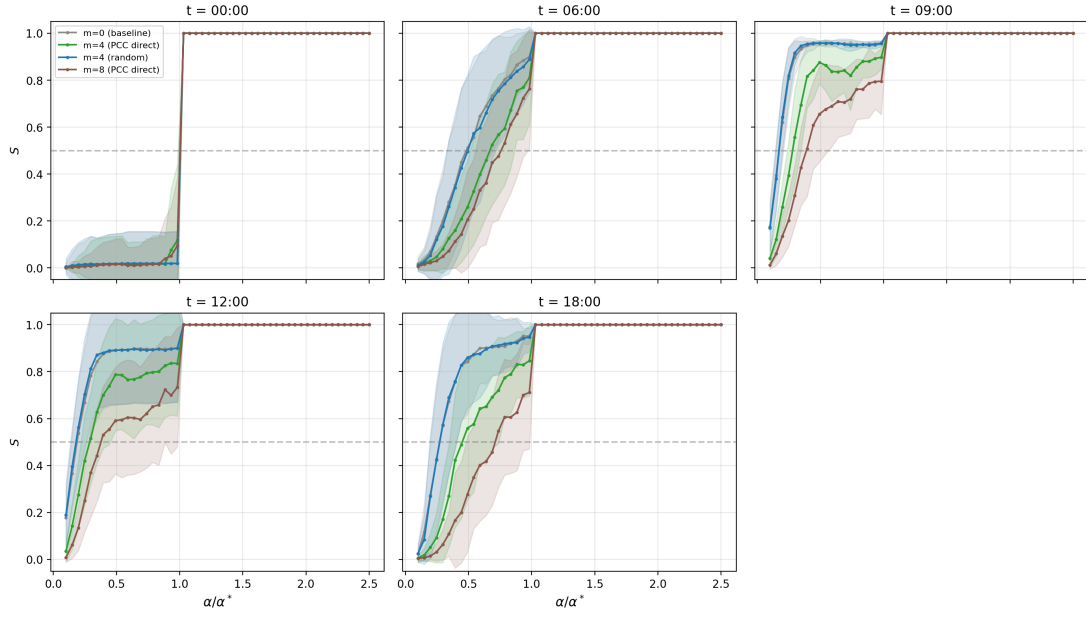 t = 00:00
t = 06:00
t = 09:00
1.0
0.8
0.6
0.4
0.2
0.0
S
m=0 (baseline)
m=4 (PCC direct)
m=4 (random)
m=8 (PCC direct)
t = 12:00
t = 18:00
1.0
0.8
0.6
0.4
0.2
0.0
S
0.0 0.5 1.0 1.5 2.0 2.5
α/α*
0.0 0.5 1.0 1.5 2.0 2.5
α/α*